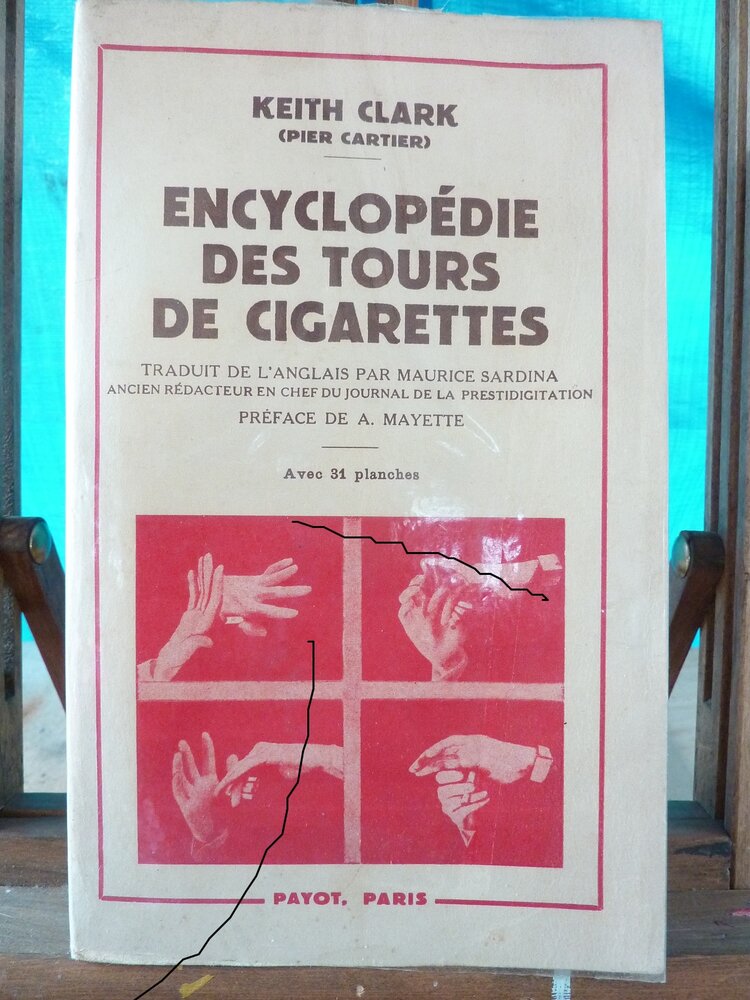 KEITH CLARK
(PIER CARTIER)
ENCYCLOPÉDIE
DES TOURS
DE CIGARETTES
TRADUIT DE L'ANGLAIS PAR MAURICE SARDINA
ANCIEN RÉDACTEUR EN CHEF DU JOURNAL DE LA PRESTIDIGITATION
PRÉFACE DE A. MAYETTE
Avec 31 planches
PAYOT, PARIS